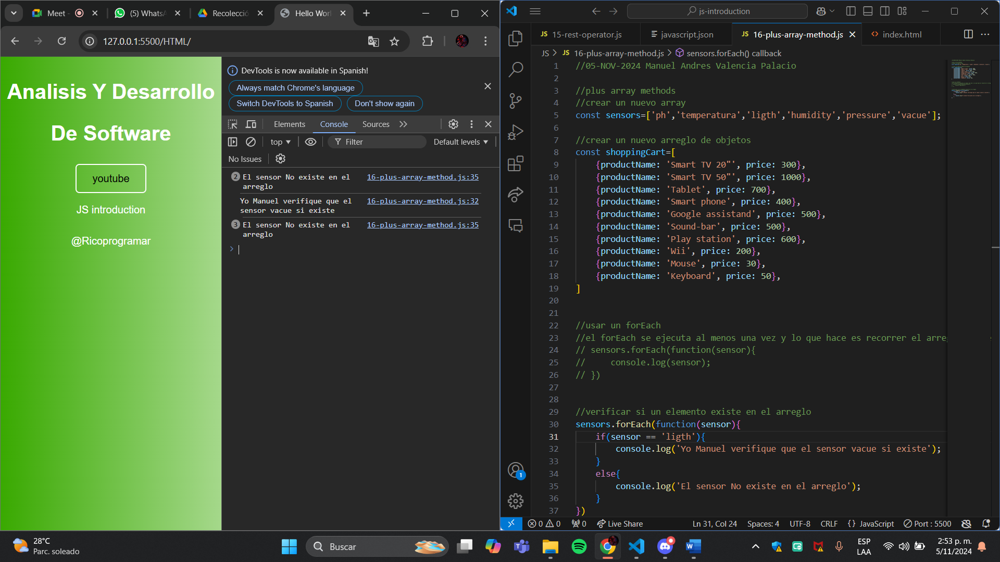 Meet -
(5) WhatsA
Recolecció
Hello Worl
127.0.0.1:5500/HTML/
Analisis Y Desarrollo
De Software
youtube
JS introduction
@Ricoprogramar
DevTools is now available in Spanish!
Always match Chrome's language
Switch DevTools to Spanish
Don't show again
Elements
Console
Sources
top
Filter
Default levels
No Issues
2 El sensor No existe en el arreglo 16-plus-array-method.js:35
Yo Manuel verifique que el sensor vacue si existe 16-plus-array-method.js:32
3 El sensor No existe en el arreglo 16-plus-array-method.js:35
js-introduction
JS 15-rest-operator.js
javascript.json
JS 16-plus-array-method.js
index.html
JS > JS 16-plus-array-method.js > sensors.forEach() callback
1 //05-NOV-2024 Manuel Andres Valencia Palacio
2
3 //plus array methods
4 //crear un nuevo array
5 const sensors=['ph','temperatura','ligth','humidity','pressure','vacue'];
6
7 //crear un nuevo arreglo de objetos
8 const shoppingCart=[
9 {productName: 'Smart TV 20"', price: 300},
10 {productName: 'Smart TV 50"', price: 1000},
11 {productName: 'Tablet', price: 700},
12 {productName: 'Smart phone', price: 400},
13 {productName: 'Google assistand', price: 500},
14 {productName: 'Sound-bar', price: 500},
15 {productName: 'Play station', price: 600},
16 {productName: 'Wii', price: 200},
17 {productName: 'Mouse', price: 30},
18 {productName: 'Keyboard', price: 50},
19 ]
20
21
22 //usar un forEach
23 //el forEach se ejecuta al menos una vez y lo que hace es recorrer el arre
24 // sensors.forEach(function(sensor){
25 //     console.log(sensor);
26 // })
27
28
29 //verificar si un elemento existe en el arreglo
30 sensors.forEach(function(sensor){
31 if(sensor == 'ligth'){
32 console.log('Yo Manuel verifique que el sensor vacue si existe');
33 }
34 else{
35 console.log('El sensor No existe en el arreglo');
36 }
37 })
1
0 0
0
Live Share
Ln 31, Col 24
Spaces: 4
UTF-8
CRLF
{} JavaScript
Port : 5500
28°C
Parc. soleado
Buscar
ESP
LAA
2:53 p. m.
5/11/2024